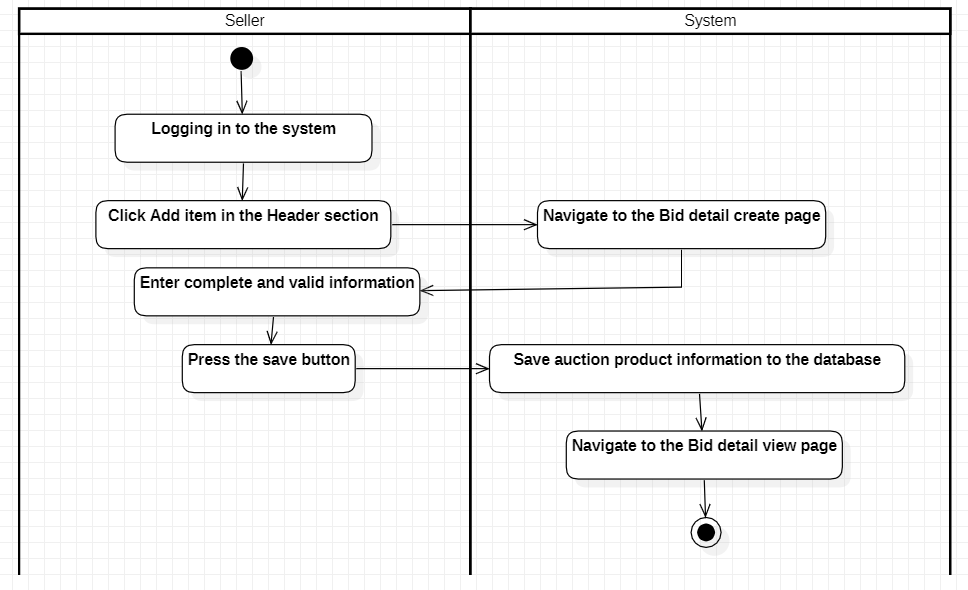 Seller
System
Logging in to the system
Click Add item in the Header section
Navigate to the Bid detail create page
Enter complete and valid information
Press the save button
Save auction product information to the database
Navigate to the Bid detail view page